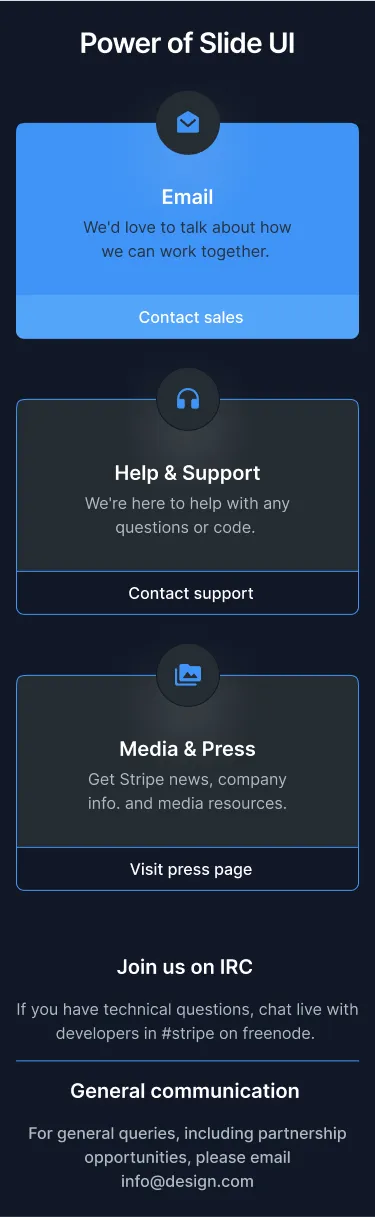 Power of Slide UI
Email
We'd love to talk about how
we can work together.
Contact sales
Help & Support
We're here to help with any
questions or code.
Contact support
Media & Press
Get Stripe news, company
info. and media resources.
Visit press page
Join us on IRC
If you have technical questions, chat live with
developers in #stripe on freenode.
General communication
For general queries, including partnership
opportunities, please email
info@design.com